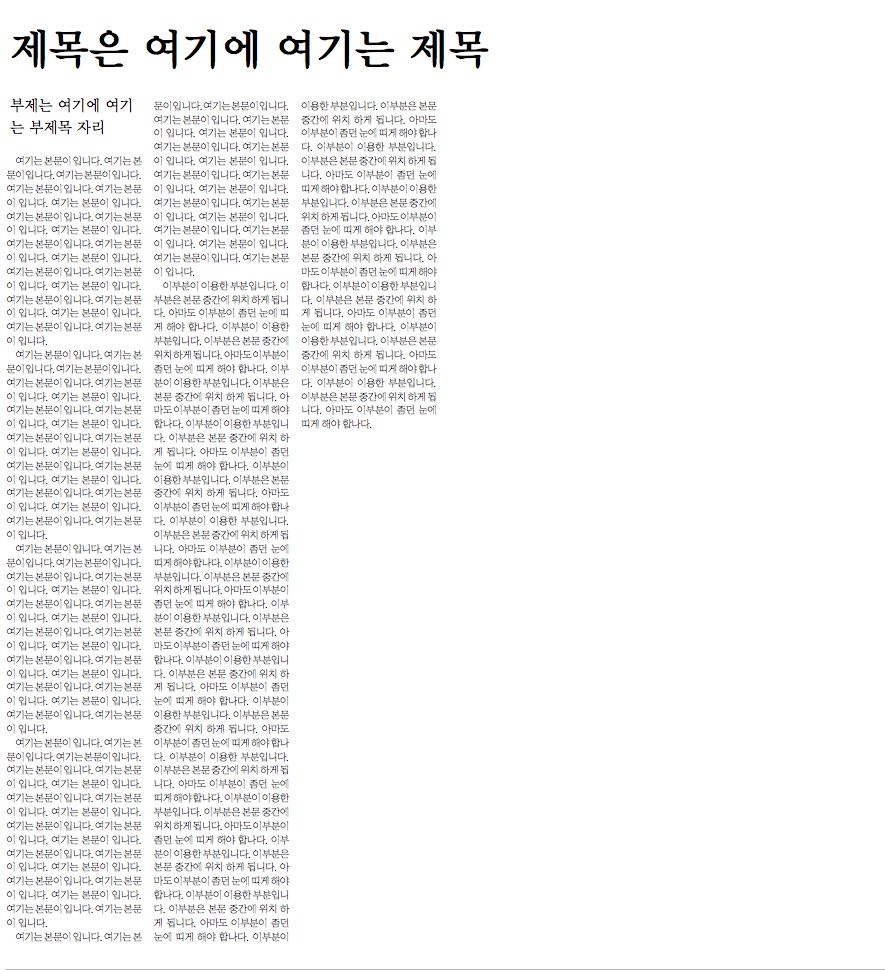 제목은 여기에 여기는 제목
부제는 여기에 여기
는 부제목 자리
여기는 본문이 입니다. 여기는 본
문이 입니다. 여기는 본문이 입니다.
여기는 본문이 입니다. 여기는 본문
이 입니다. 여기는 본문이 입니다.
여기는 본문이 입니다. 여기는 본문
이 입니다. 여기는 본문이 입니다.
여기는 본문이 입니다. 여기는 본문
이 입니다. 여기는 본문이 입니다.
여기는 본문이 입니다. 여기는 본문
이 입니다. 여기는 본문이 입니다.
여기는 본문이 입니다. 여기는 본문
이 입니다. 여기는 본문이 입니다.
여기는 본문이 입니다. 여기는 본문
이 입니다.
여기는 본문이 입니다. 여기는 본
문이 입니다. 여기는 본문이 입니다.
여기는 본문이 입니다. 여기는 본문
이 입니다. 여기는 본문이 입니다.
여기는 본문이 입니다. 여기는 본문
이 입니다. 여기는 본문이 입니다.
여기는 본문이 입니다. 여기는 본문
이 입니다. 여기는 본문이 입니다.
여기는 본문이 입니다. 여기는 본문
이 입니다. 여기는 본문이 입니다.
여기는 본문이 입니다. 여기는 본문
이 입니다. 여기는 본문이 입니다.
여기는 본문이 입니다. 여기는 본문
이 입니다.
여기는 본문이 입니다. 여기는 본
문이 입니다. 여기는 본문이 입니다.
여기는 본문이 입니다. 여기는 본문
이 입니다. 여기는 본문이 입니다.
여기는 본문이 입니다. 여기는 본문
이 입니다. 여기는 본문이 입니다.
여기는 본문이 입니다. 여기는 본문
이 입니다. 여기는 본문이 입니다.
여기는 본문이 입니다. 여기는 본문
이 입니다. 여기는 본문이 입니다.
여기는 본문이 입니다. 여기는 본문
이 입니다. 여기는 본문이 입니다.
여기는 본문이 입니다. 여기는 본문
이 입니다.
여기는 본문이 입니다. 여기는 본
문이 입니다. 여기는 본문이 입니다.
여기는 본문이 입니다. 여기는 본문
이 입니다. 여기는 본문이 입니다.
여기는 본문이 입니다. 여기는 본문
이 입니다. 여기는 본문이 입니다.
여기는 본문이 입니다. 여기는 본문
이 입니다. 여기는 본문이 입니다.
여기는 본문이 입니다. 여기는 본문
이 입니다. 여기는 본문이 입니다.
여기는 본문이 입니다. 여기는 본문
이 입니다. 여기는 본문이 입니다.
여기는 본문이 입니다. 여기는 본문
이 입니다.
여기는 본문이 입니다. 여기는 본
문이 입니다. 여기는 본문이 입니다.
여기는 본문이 입니다. 여기는 본문
이 입니다. 여기는 본문이 입니다.
여기는 본문이 입니다. 여기는 본문
이 입니다. 여기는 본문이 입니다.
여기는 본문이 입니다. 여기는 본문
이 입니다. 여기는 본문이 입니다.
여기는 본문이 입니다. 여기는 본문
이 입니다. 여기는 본문이 입니다.
여기는 본문이 입니다. 여기는 본문
이 입니다. 여기는 본문이 입니다.
여기는 본문이 입니다. 여기는 본문
이 입니다.
이부분이 이용한 부분입니다. 이
부분은 본문 중간에 위치 하게 됩니
다. 아마도 이부분이 좀던 눈에 띠
게 해야 합나다. 이부분이 이용한
부분입니다. 이부분은 본문 중간에
위치 하게 됩니다. 아마도 이부분이
좀던 눈에 띠게 해야 합나다. 이부
분이 이용한 부분입니다. 이부분은
본문 중간에 위치 하게 됩니다. 아
마도 이부분이 좀던 눈에 띠게 해야
합나다. 이부분이 이용한 부분입니
다. 이부분은 본문 중간에 위치 하
게 됩니다. 아마도 이부분이 좀던
눈에 띠게 해야 합나다. 이부분이
이용한 부분입니다. 이부분은 본문
중간에 위치 하게 됩니다. 아마도
이부분이 좀던 눈에 띠게 해야 합나
다. 이부분이 이용한 부분입니다.
이부분은 본문 중간에 위치 하게 됩
니다. 아마도 이부분이 좀던 눈에
띠게 해야 합나다. 이부분이 이용한
부분입니다. 이부분은 본문 중간에
위치 하게 됩니다. 아마도 이부분이
좀던 눈에 띠게 해야 합나다. 이부
분이 이용한 부분입니다. 이부분은
본문 중간에 위치 하게 됩니다. 아
마도 이부분이 좀던 눈에 띠게 해야
합나다. 이부분이 이용한 부분입니
다. 이부분은 본문 중간에 위치 하
게 됩니다. 아마도 이부분이 좀던
눈에 띠게 해야 합나다. 이부분이
이용한 부분입니다. 이부분은 본문
중간에 위치 하게 됩니다. 아마도
이부분이 좀던 눈에 띠게 해야 합나
다. 이부분이 이용한 부분입니다.
이부분은 본문 중간에 위치 하게 됩
니다. 아마도 이부분이 좀던 눈에
띠게 해야 합나다. 이부분이 이용한
부분입니다. 이부분은 본문 중간에
위치 하게 됩니다. 아마도 이부분이
좀던 눈에 띠게 해야 합나다. 이부
분이 이용한 부분입니다. 이부분은
본문 중간에 위치 하게 됩니다. 아
마도 이부분이 좀던 눈에 띠게 해야
합나다. 이부분이 이용한 부분입니
다. 이부분은 본문 중간에 위치 하
게 됩니다. 아마도 이부분이 좀던
눈에 띠게 해야 합나다. 이부분이
이용한 부분입니다. 이부분은 본문
중간에 위치 하게 됩니다. 아마도
이부분이 좀던 눈에 띠게 해야 합나
다. 이부분이 이용한 부분입니다.
이부분은 본문 중간에 위치 하게 됩
니다. 아마도 이부분이 좀던 눈에
띠게 해야 합나다. 이부분이 이용한
부분입니다. 이부분은 본문 중간에
위치 하게 됩니다. 아마도 이부분이
좀던 눈에 띠게 해야 합나다. 이부
분이 이용한 부분입니다. 이부분은
본문 중간에 위치 하게 됩니다. 아
마도 이부분이 좀던 눈에 띠게 해야
합나다. 이부분이 이용한 부분입니
다. 이부분은 본문 중간에 위치 하
게 됩니다. 아마도 이부분이 좀던
눈에 띠게 해야 합나다. 이부분이
이용한 부분입니다. 이부분은 본문
중간에 위치 하게 됩니다. 아마도
이부분이 좀던 눈에 띠게 해야 합나
다. 이부분이 이용한 부분입니다.
이부분은 본문 중간에 위치 하게 됩
니다. 아마도 이부분이 좀던 눈에
띠게 해야 합나다.